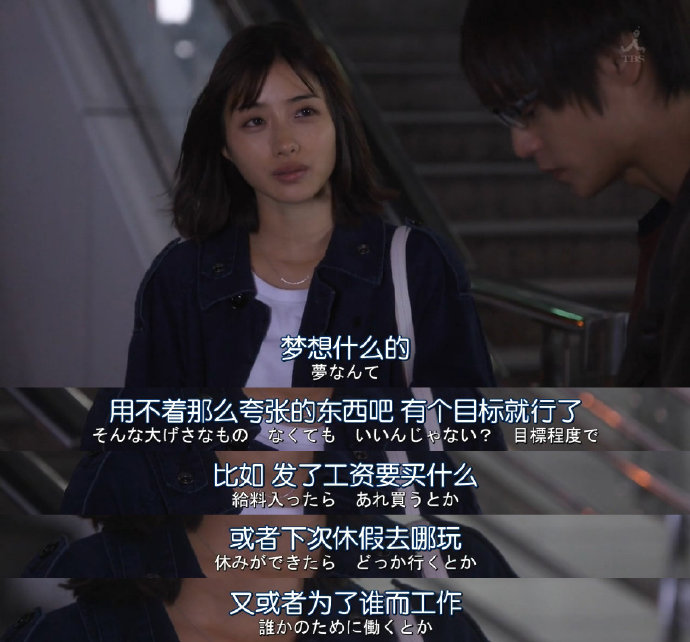 TBS
梦想什么的
夢なんて
用不着那么夸张的东西吧 有个目标就行了
そんな大げさなもの なくても いいんじゃない? 目標程度で
比如 发了工资要买什么
給料入ったら あれ買うとか
或者下次休假去哪玩
休みができたら どっか行くとか
又或者为了谁而工作
誰かのために働くとか